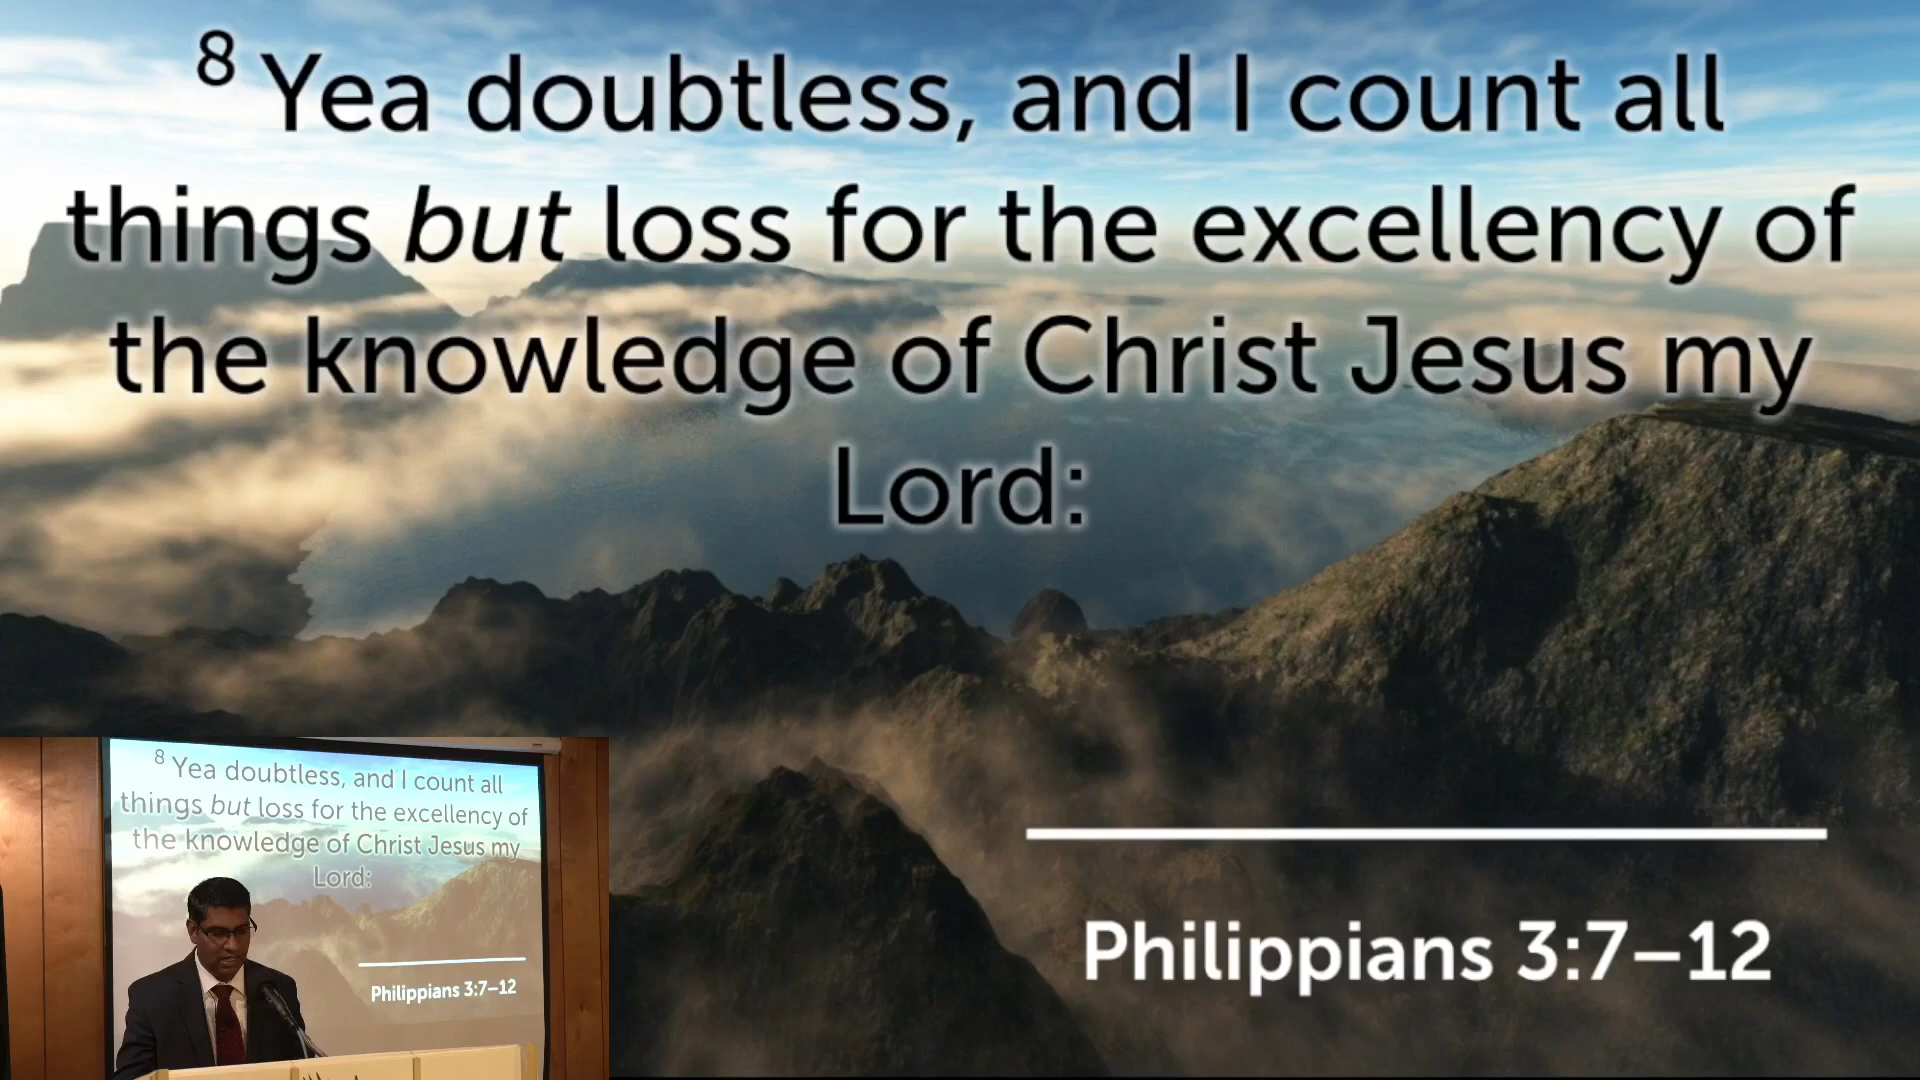 8 Yea doubtless, and I count all
things but loss for the excellency of
the knowledge of Christ Jesus my
Lord:
Philippians 3:7–12
8 Yea doubtless, and I count all
things but loss for the excellency of
the knowledge of Christ Jesus my
Lord:
Philippians 3:7–12